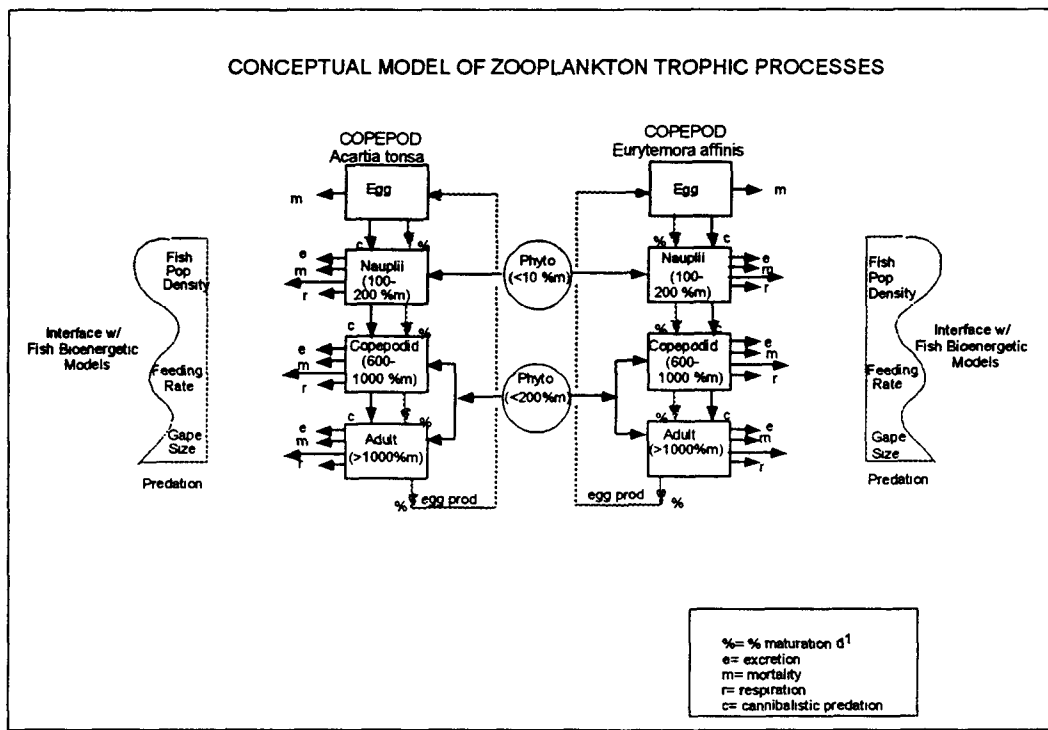 CONCEPTUAL MODEL OF ZOOPLANKTON TROPHIC PROCESSES
COPEPOD
Acartia tonsa
Egg
m
c
%
Nauplii
(100-
200 %m)
e
m
r
c
%
Copepodid
(600-
1000 %m)
e
m
r
c
%
Adult
(>1000%m)
e
m
r
%
egg prod
Phyto
(<10 %m)
Phyto
(<200%m)
COPEPOD
Eurytemora affinis
Egg
m
%
c
Nauplii
(100-
200 %m)
e
m
r
%
c
Copepodid
(600-
1000 %m)
e
m
r
%
c
Adult
(>1000%m)
e
m
r
egg prod
%
Interface w/
Fish Bioenergetic
Models
Fish
Pop
Density
Feeding
Rate
Gape
Size
Predation
Fish
Pop
Density
Feeding
Rate
Gape
Size
Predation
Interface w/
Fish Bioenergetic
Models
%= % maturation d1
e= excretion
m= mortality
r= respiration
c= cannibalistic predation